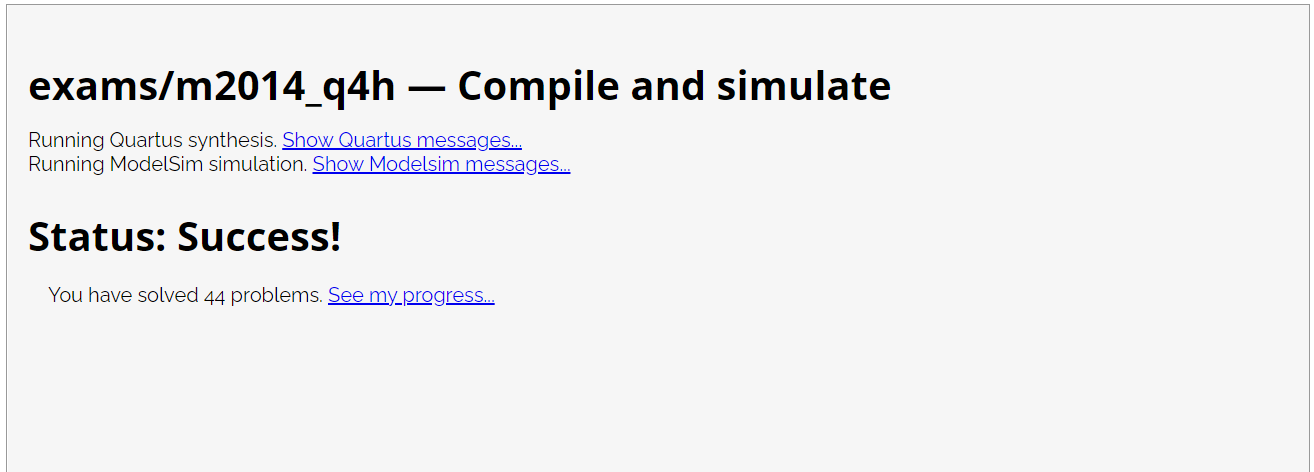 exams/m2014_q4h — Compile and simulate
Running Quartus synthesis. Show Quartus messages...
Running ModelSim simulation. Show Modelsim messages...
Status: Success!
You have solved 44 problems. See my progress...